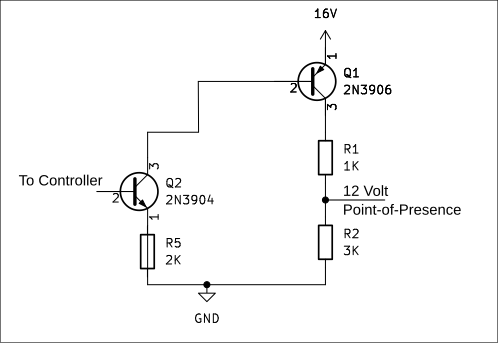 16V
1
Q1
2
2N3906
3
R1
1K
3
To Controller
Q2
2
2N3904
12 Volt
Point-of-Presence
1
R2
3K
R5
2K
GND